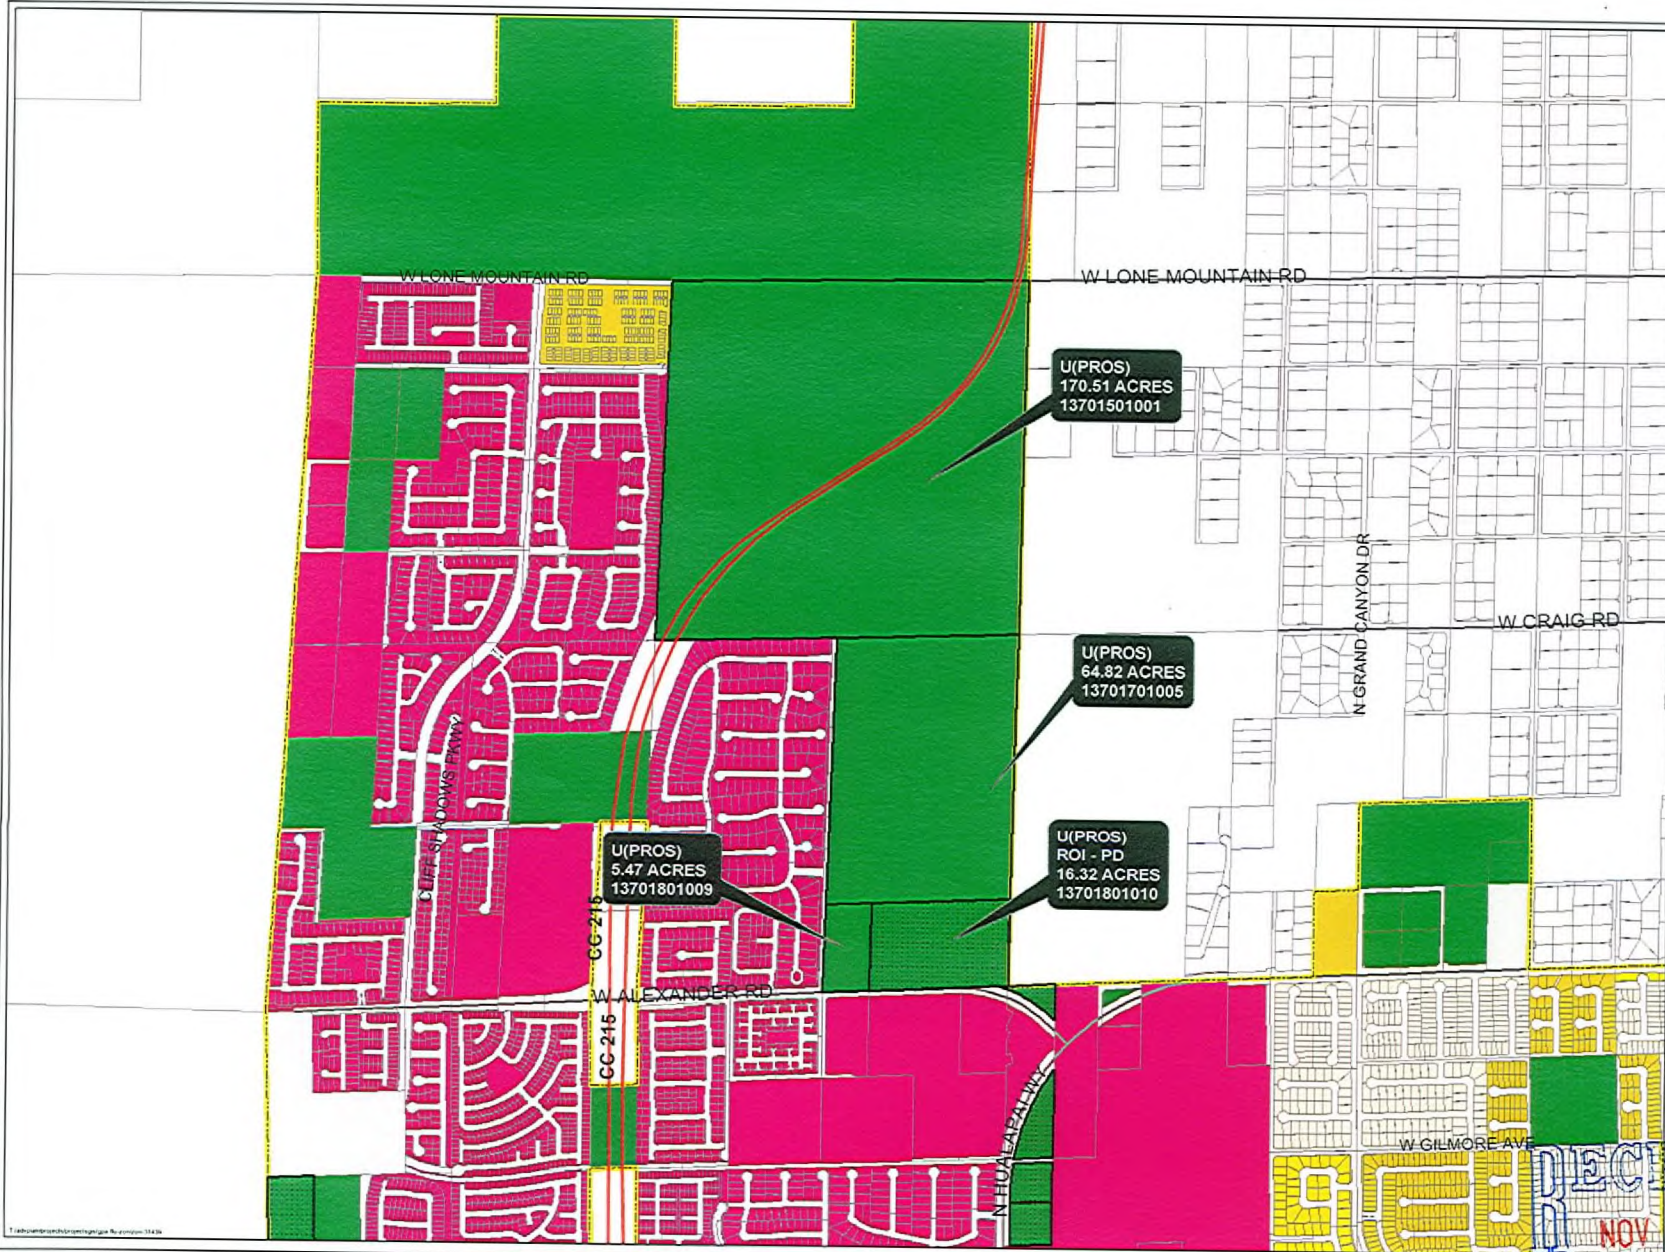 W LONE MOUNTAIN RD
W LONE MOUNTAIN RD
U(PROS)
170.51 ACRES
13701501001
N GRAND CANYON DR
W CRAIG RD
U(PROS)
64.82 ACRES
13701701005
CLIFF SHADOWS PKWY
U(PROS)
5.47 ACRES
13701801009
U(PROS)
ROI - PD
16.32 ACRES
13701801010
CC 215
W ALEXANDER RD
CC 215
N HUALAPAI WY
W GILMORE AVE
NOV